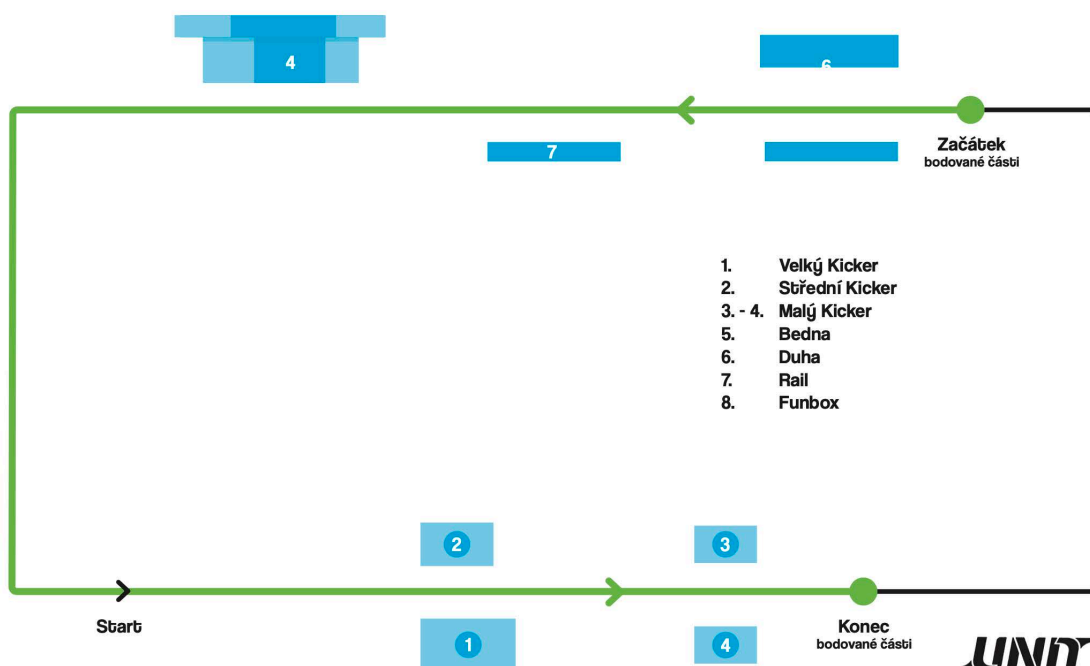 4
6
7
Začátek
bodované části
1. Velký Kicker
2. Střední Kicker
3. - 4. Malý Kicker
5. Bedna
6. Duha
7. Rail
8. Funbox
2
3
Start
1
4
Konec
bodované části